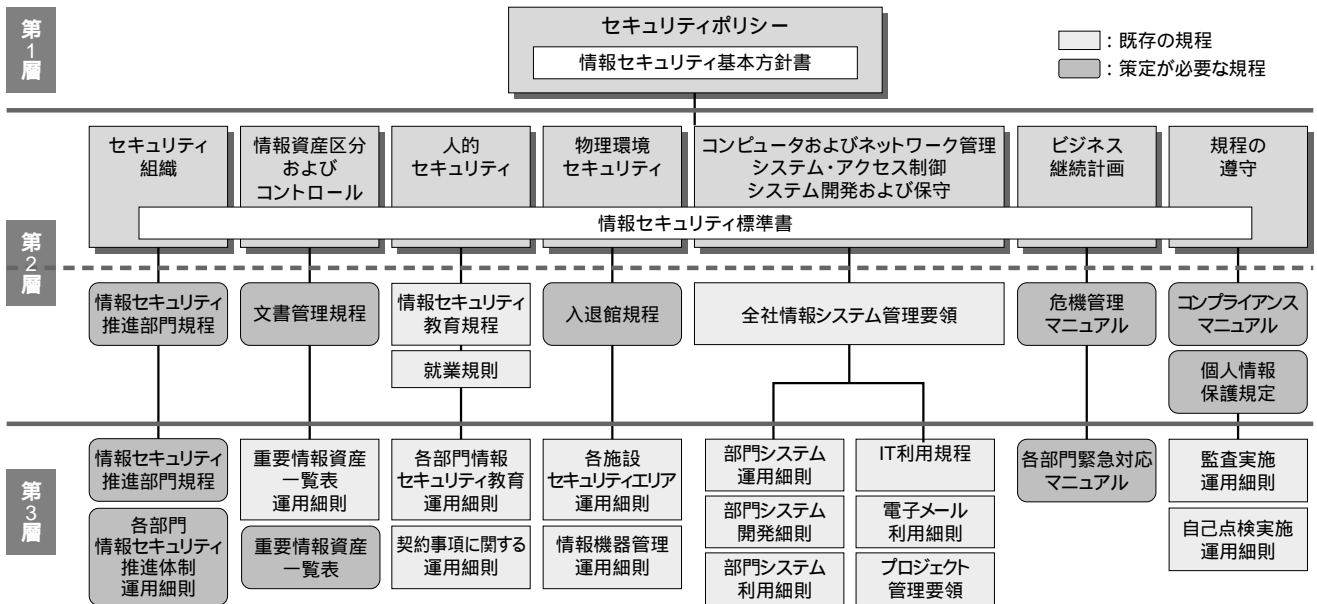 第1層
セキュリティポリシー
情報セキュリティ基本方針書
：既存の規程
：策定が必要な規程
第2層
セキュリティ
組織
情報資産区分
および
コントロール
人的
セキュリティ
物理環境
セキュリティ
コンピュータおよびネットワーク管理
システム・アクセス制御
システム開発および保守
ビジネス
継続計画
規程の
遵守
情報セキュリティ標準書
情報セキュリティ
推進部門規程
文書管理規程
情報セキュリティ
教育規程
就業規則
入退館規程
全社情報システム管理要領
危機管理
マニュアル
コンプライアンス
マニュアル
個人情報
保護規定
第3層
情報セキュリティ
推進部門規程
各部門
情報セキュリティ
推進体制
運用細則
重要情報資産
一覧表
運用細則
重要情報資産
一覧表
各部門情報
セキュリティ教育
運用細則
契約事項に関する
運用細則
各施設
セキュリティエリア
運用細則
情報機器管理
運用細則
部門システム
運用細則
部門システム
開発細則
部門システム
利用細則
IT利用規程
電子メール
利用細則
プロジェクト
管理要領
各部門緊急対応
マニュアル
監査実施
運用細則
自己点検実施
運用細則